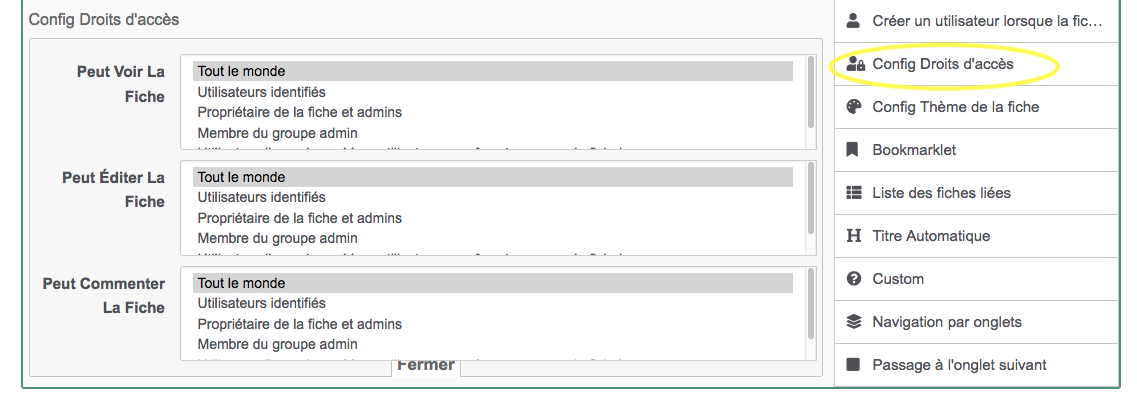 Config Droits d'accès
Peut Voir La
Fiche
Tout le monde
Utilisateurs identifiés
Propriétaire de la fiche et admins
Membre du groupe admin
Peut Éditer La
Fiche
Tout le monde
Utilisateurs identifiés
Propriétaire de la fiche et admins
Membre du groupe admin
Peut Commenter
La Fiche
Tout le monde
Utilisateurs identifiés
Propriétaire de la fiche et admins
Membre du groupe admin
Fermer
Créer un utilisateur lorsque la fic…
Config Droits d'accès
Config Thème de la fiche
Bookmarklet
Liste des fiches liées
Titre Automatique
Custom
Navigation par onglets
Passage à l'onglet suivant